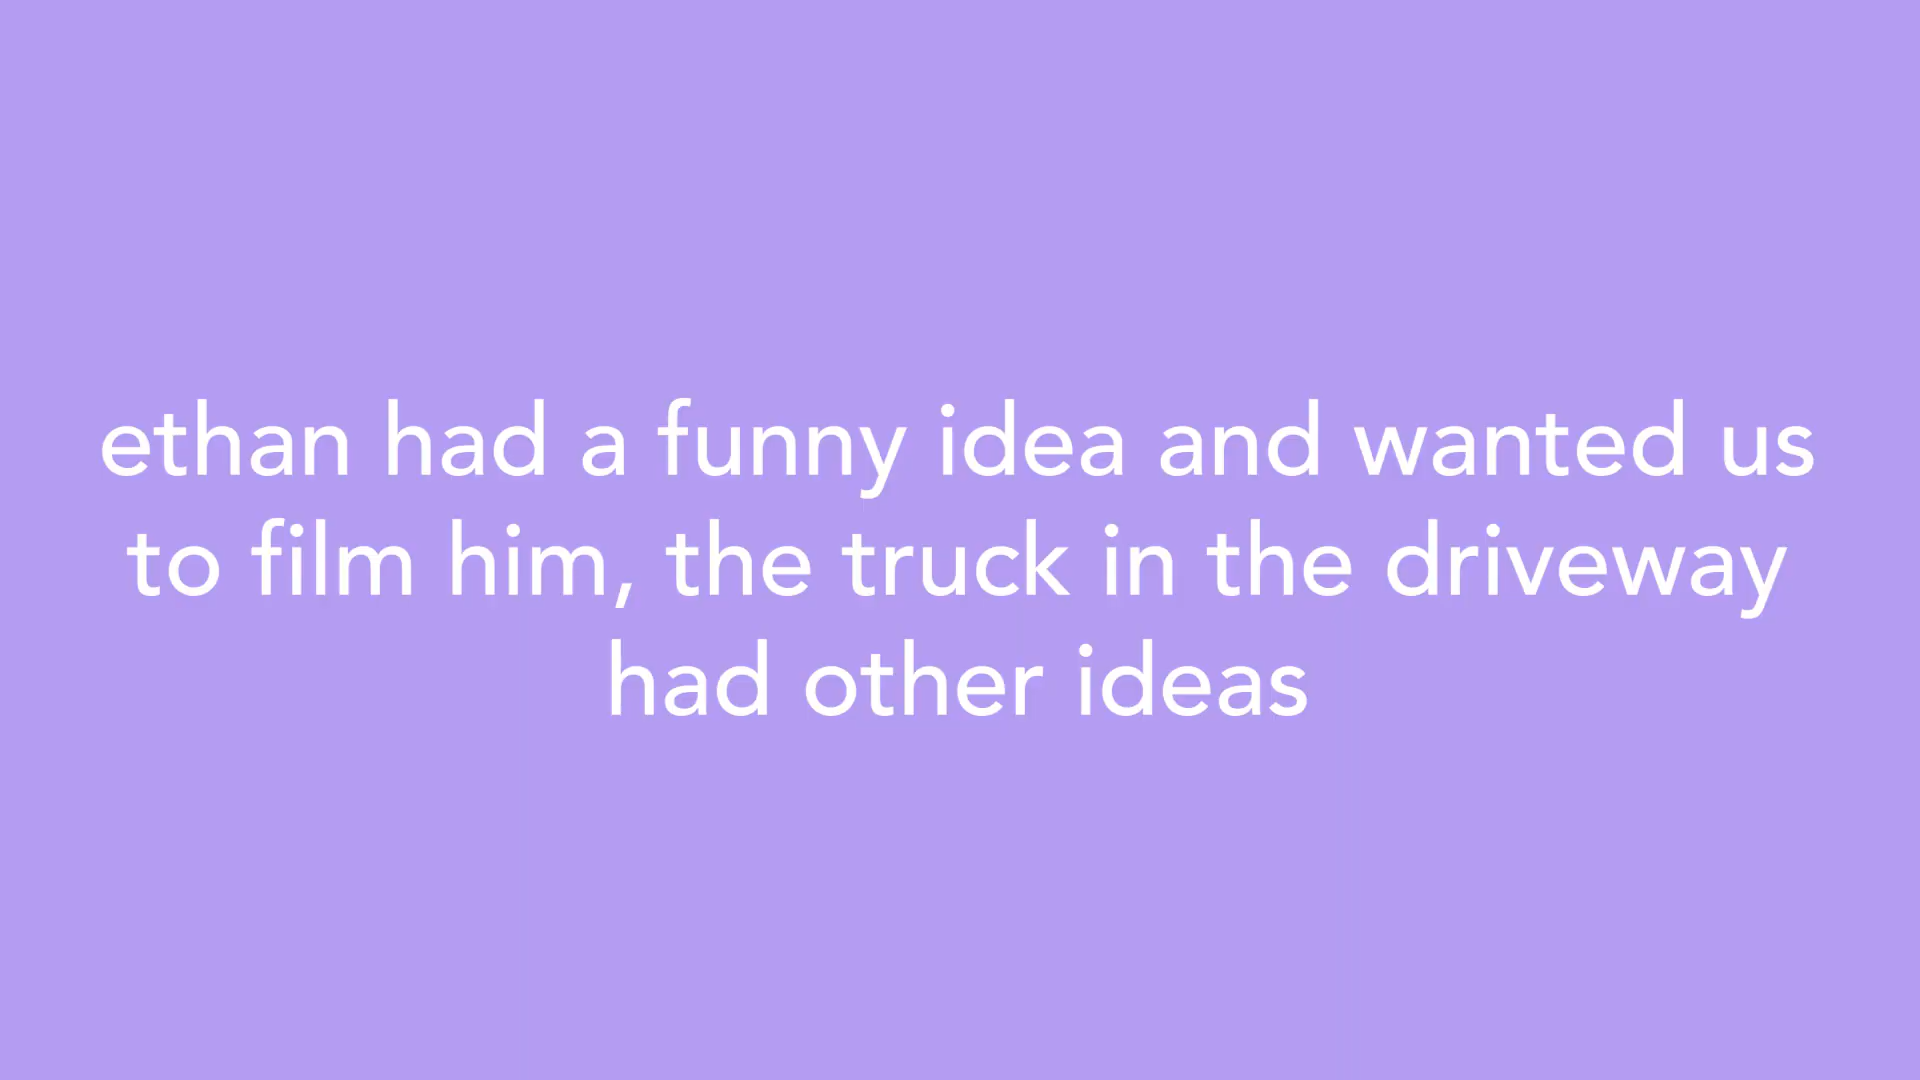 ethan had a funny idea and wanted us
to film him, the truck in the driveway
had other ideas